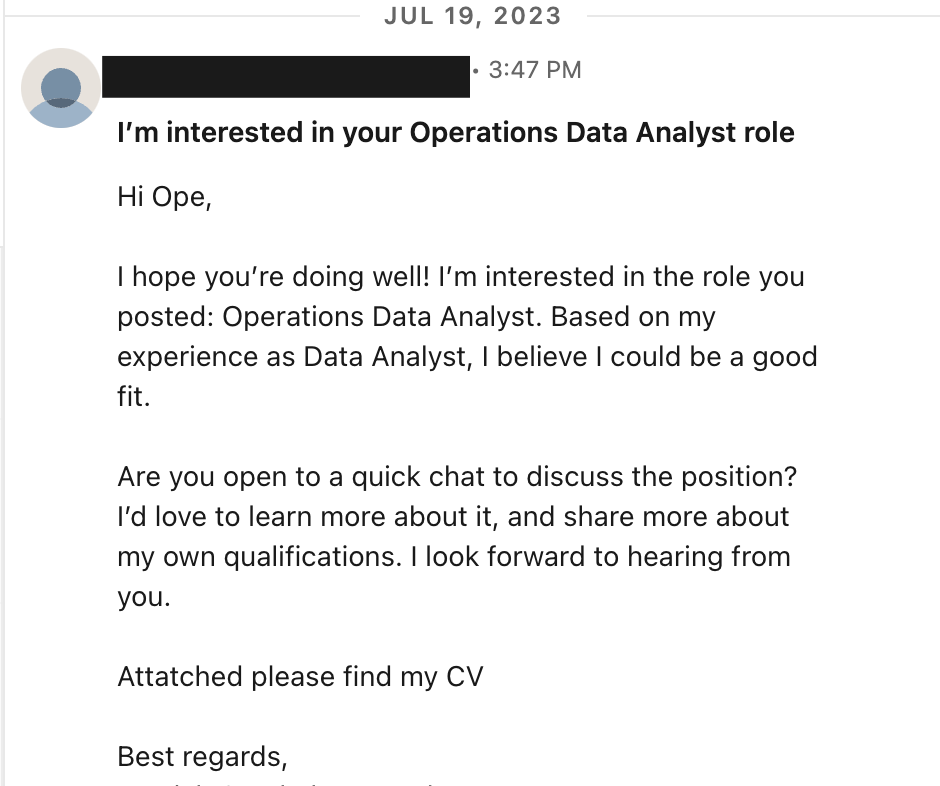 JUL 19, 2023
• 3:47 PM
I’m interested in your Operations Data Analyst role
Hi Ope,
I hope you’re doing well! I’m interested in the role you
posted: Operations Data Analyst. Based on my
experience as Data Analyst, I believe I could be a good
fit.
Are you open to a quick chat to discuss the position?
I’d love to learn more about it, and share more about
my own qualifications. I look forward to hearing from
you.
Attatched please find my CV
Best regards,